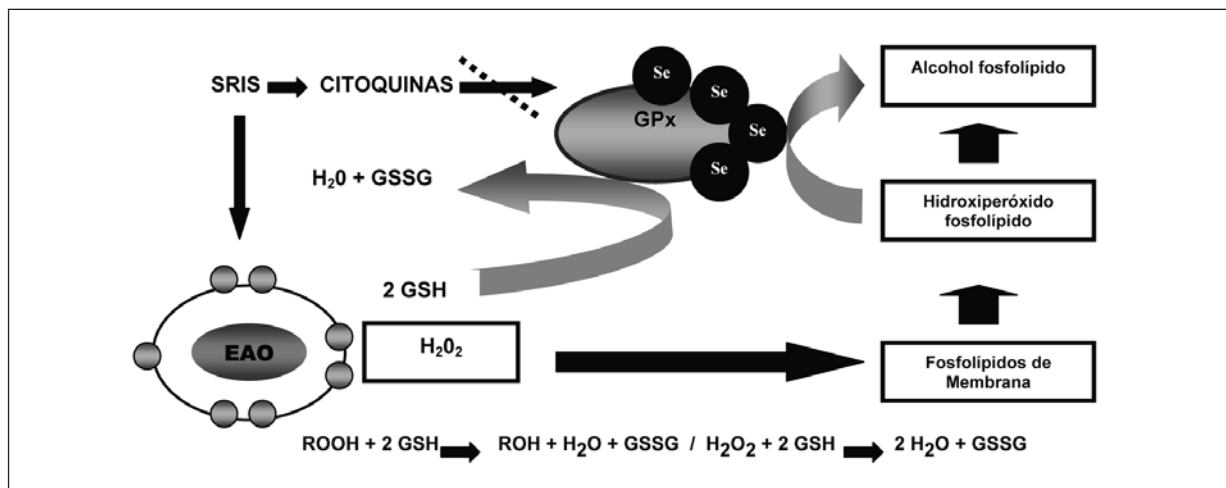 SRIS CITOQUINAS
Se
Se
Se
Se
GPx
Alcohol fosfolípido
H₂0 + GSSG
Hidroxiperóxido
fosfolípido
2 GSH
EAO
H₂0₂
Fosfolípidos de
Membrana
ROOH + 2 GSH ROH + H₂O + GSSG / H₂O₂ + 2 GSH 2 H₂O + GSSG